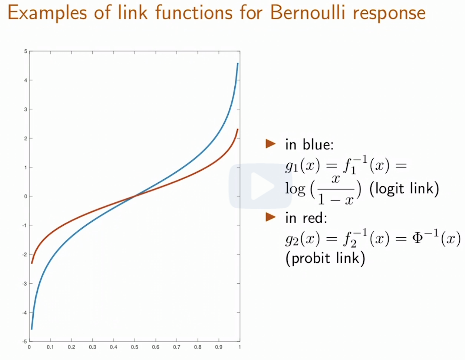 Examples of link functions for Bernoulli response
5
4
3
2
1
0
-1
-2
-3
-4
-5
0 0.1 0.2 0.3 0.4 0.5 0.6 0.7 0.8 0.9 1
▶ in blue:
g₁(x) = f₁⁻¹(x) =
log (x / 1 − x) (logit link)
▶ in red:
g₂(x) = f₂⁻¹(x) = Φ⁻¹(x)
(probit link)